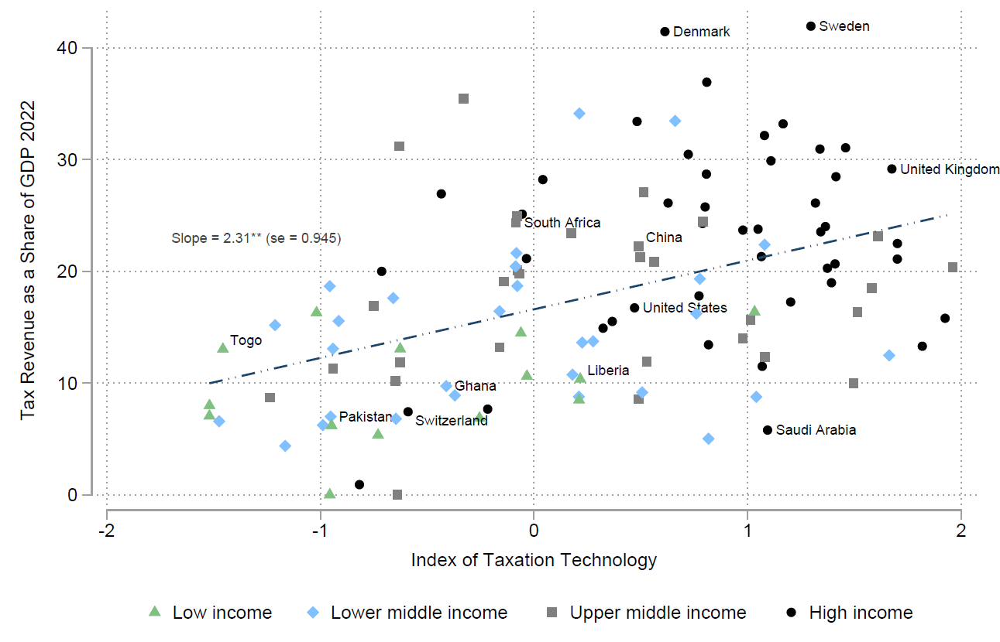 Denmark
Sweden
40
30
United Kingdom
South Africa
Slope = 2.31** (se = 0.945)
China
20
United States
Togo
Liberia
10
Ghana
Pakistan
Switzerland
Saudi Arabia
0
Tax Revenue as a Share of GDP 2022
-2 -1 0 1 2
Index of Taxation Technology
Low income Lower middle income Upper middle income High income